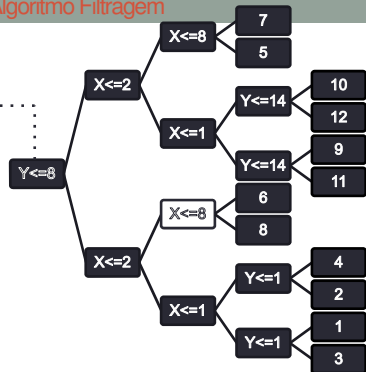 Algoritmo Filtragem
7
X<=8
5
X<=2
10
Y<=14
12
X<=1
9
Y<=14
11
Y<=8
6
X<=8
8
X<=2
4
Y<=1
2
X<=1
1
Y<=1
3